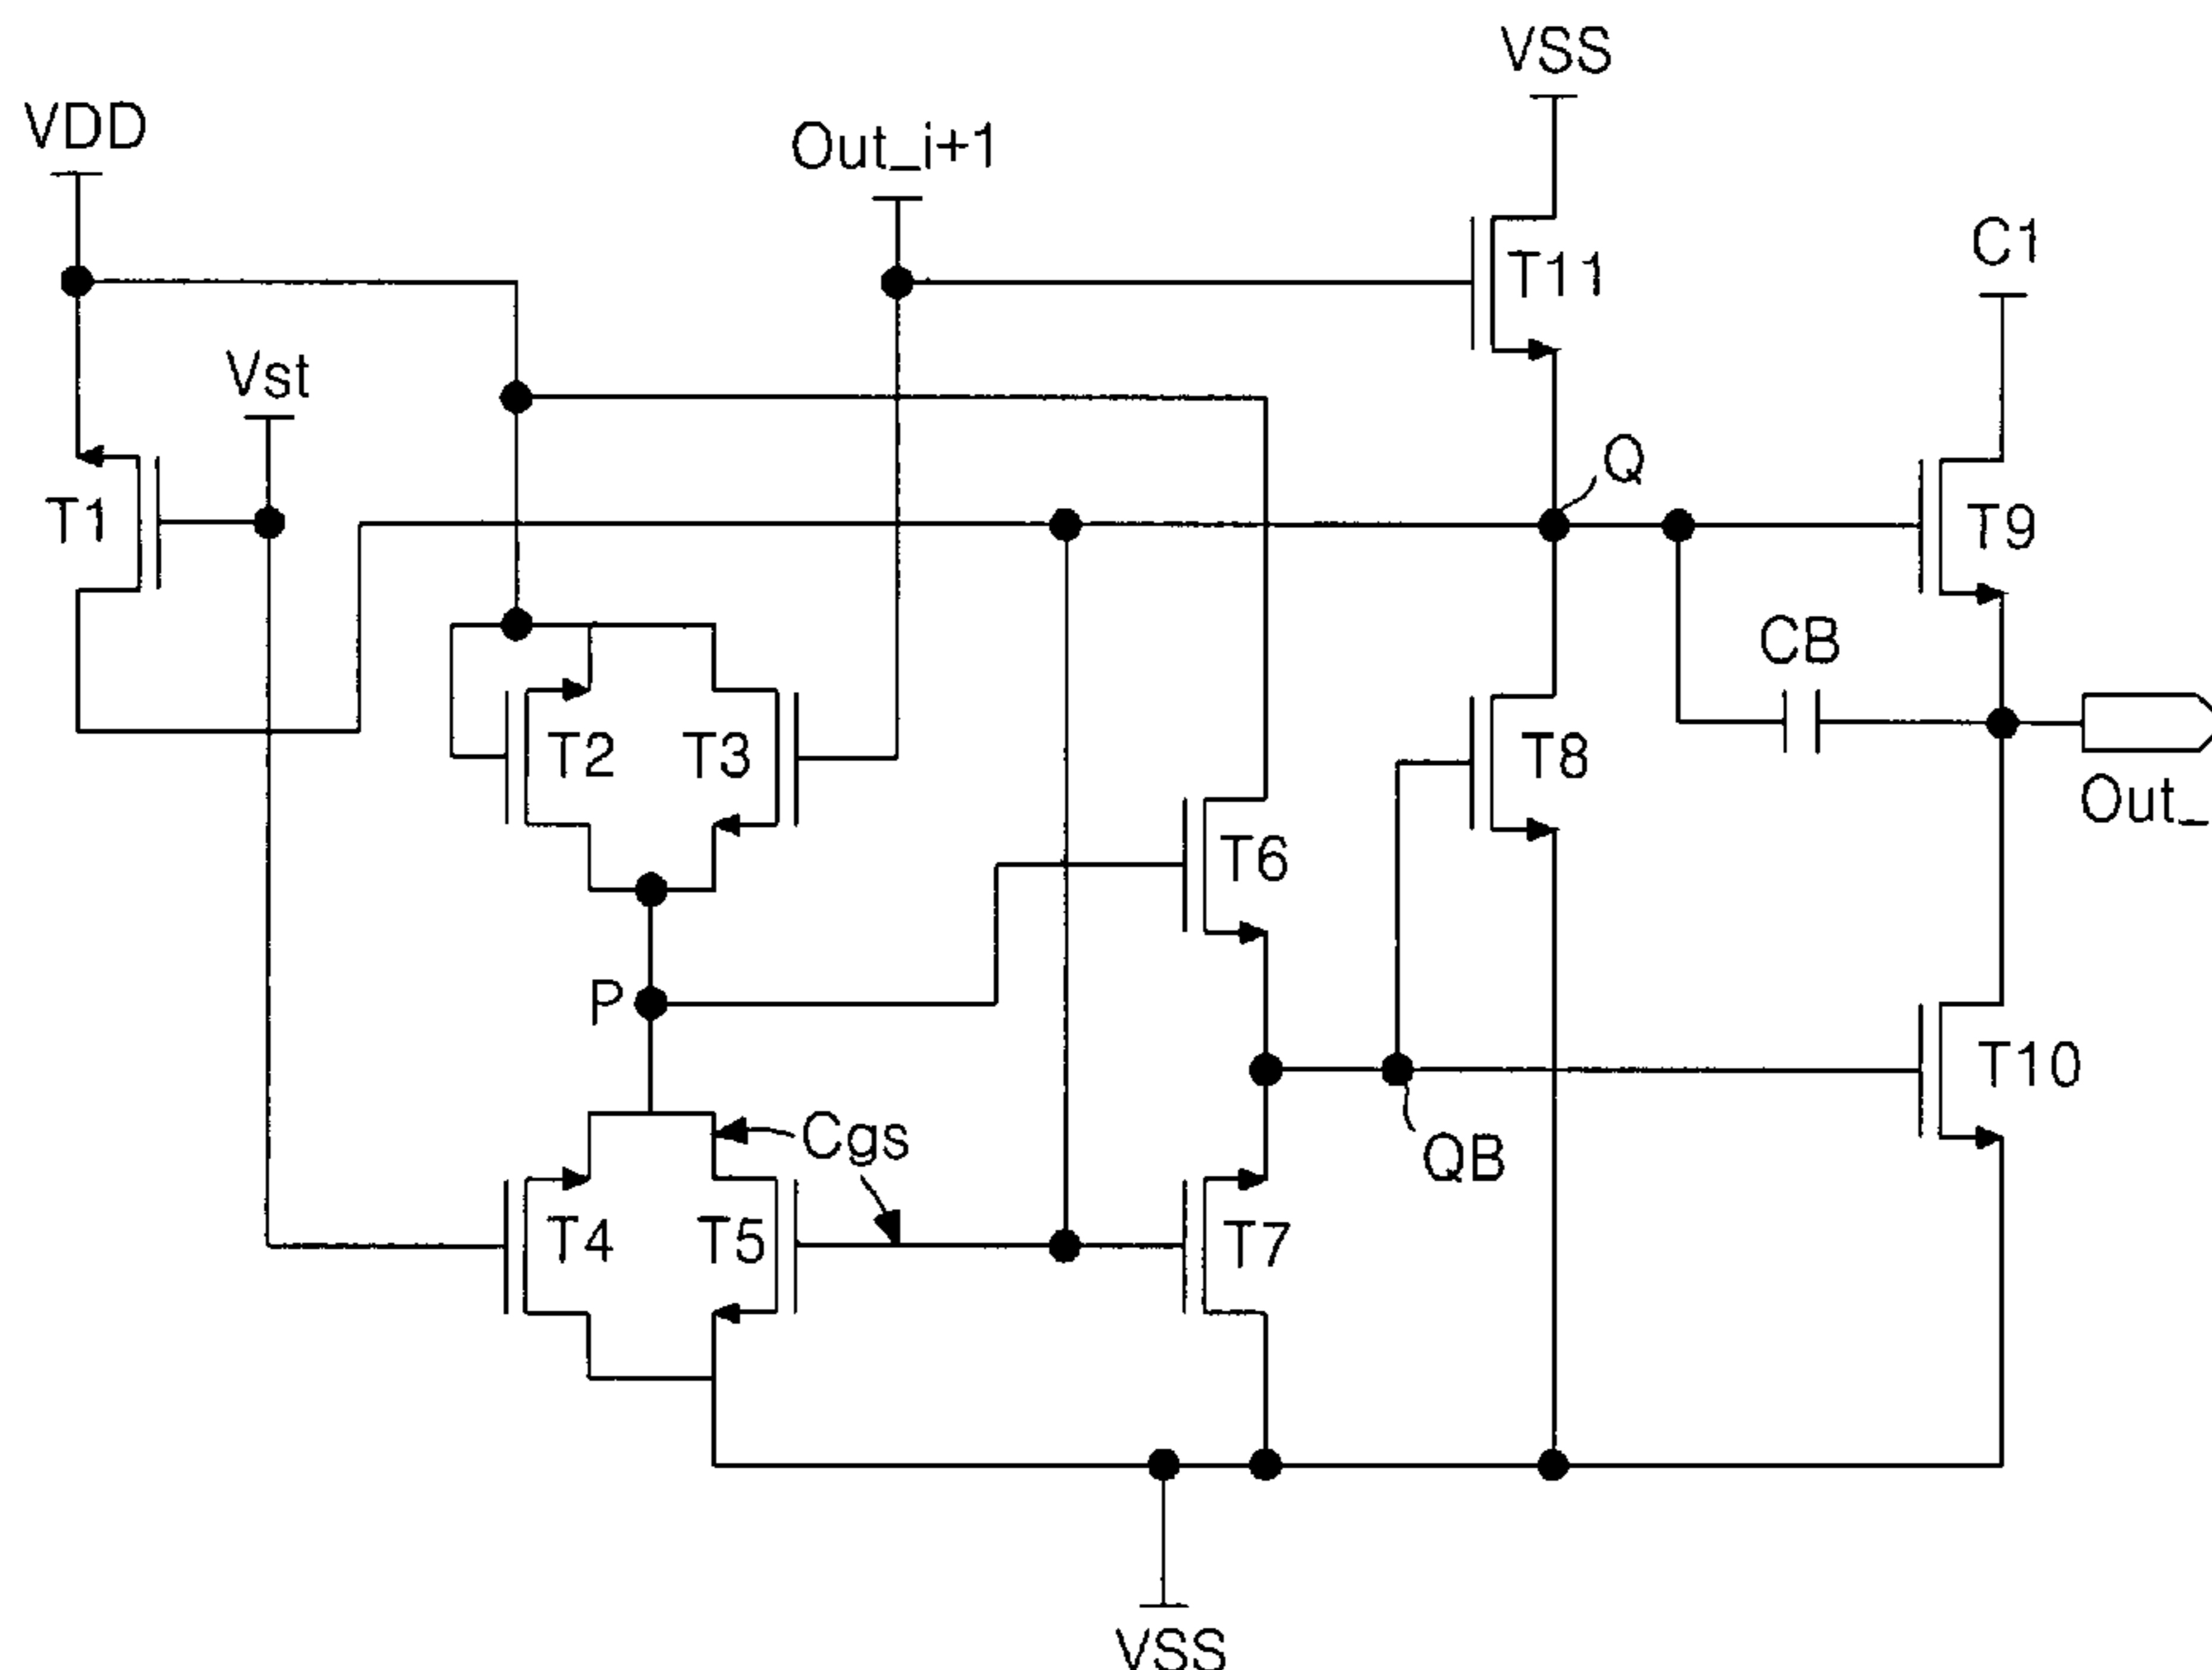 VSS
VDD
Out_i+1
C1
T11
Vst
Q
T1
T9
CB
T2
T3
T8
Out_
T6
P
T10
Cgs
QB
T4
T5
T7
VSS